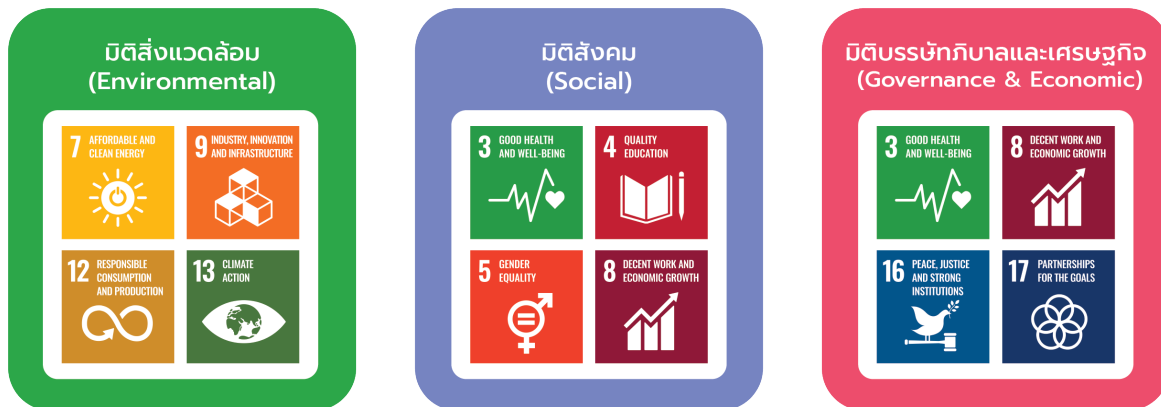 มิติสิ่งแวดล้อม
(Environmental)
7 AFFORDABLE AND
CLEAN ENERGY
9 INDUSTRY, INNOVATION
AND INFRASTRUCTURE
12 RESPONSIBLE
CONSUMPTION
AND PRODUCTION
13 CLIMATE
ACTION
มิติสังคม
(Social)
3 GOOD HEALTH
AND WELL-BEING
4 QUALITY
EDUCATION
5 GENDER
EQUALITY
8 DECENT WORK AND
ECONOMIC GROWTH
มิติบรรษัทภิบาลและเศรษฐกิจ
(Governance & Economic)
3 GOOD HEALTH
AND WELL-BEING
8 DECENT WORK AND
ECONOMIC GROWTH
16 PEACE, JUSTICE
AND STRONG
INSTITUTIONS
17 PARTNERSHIPS
FOR THE GOALS